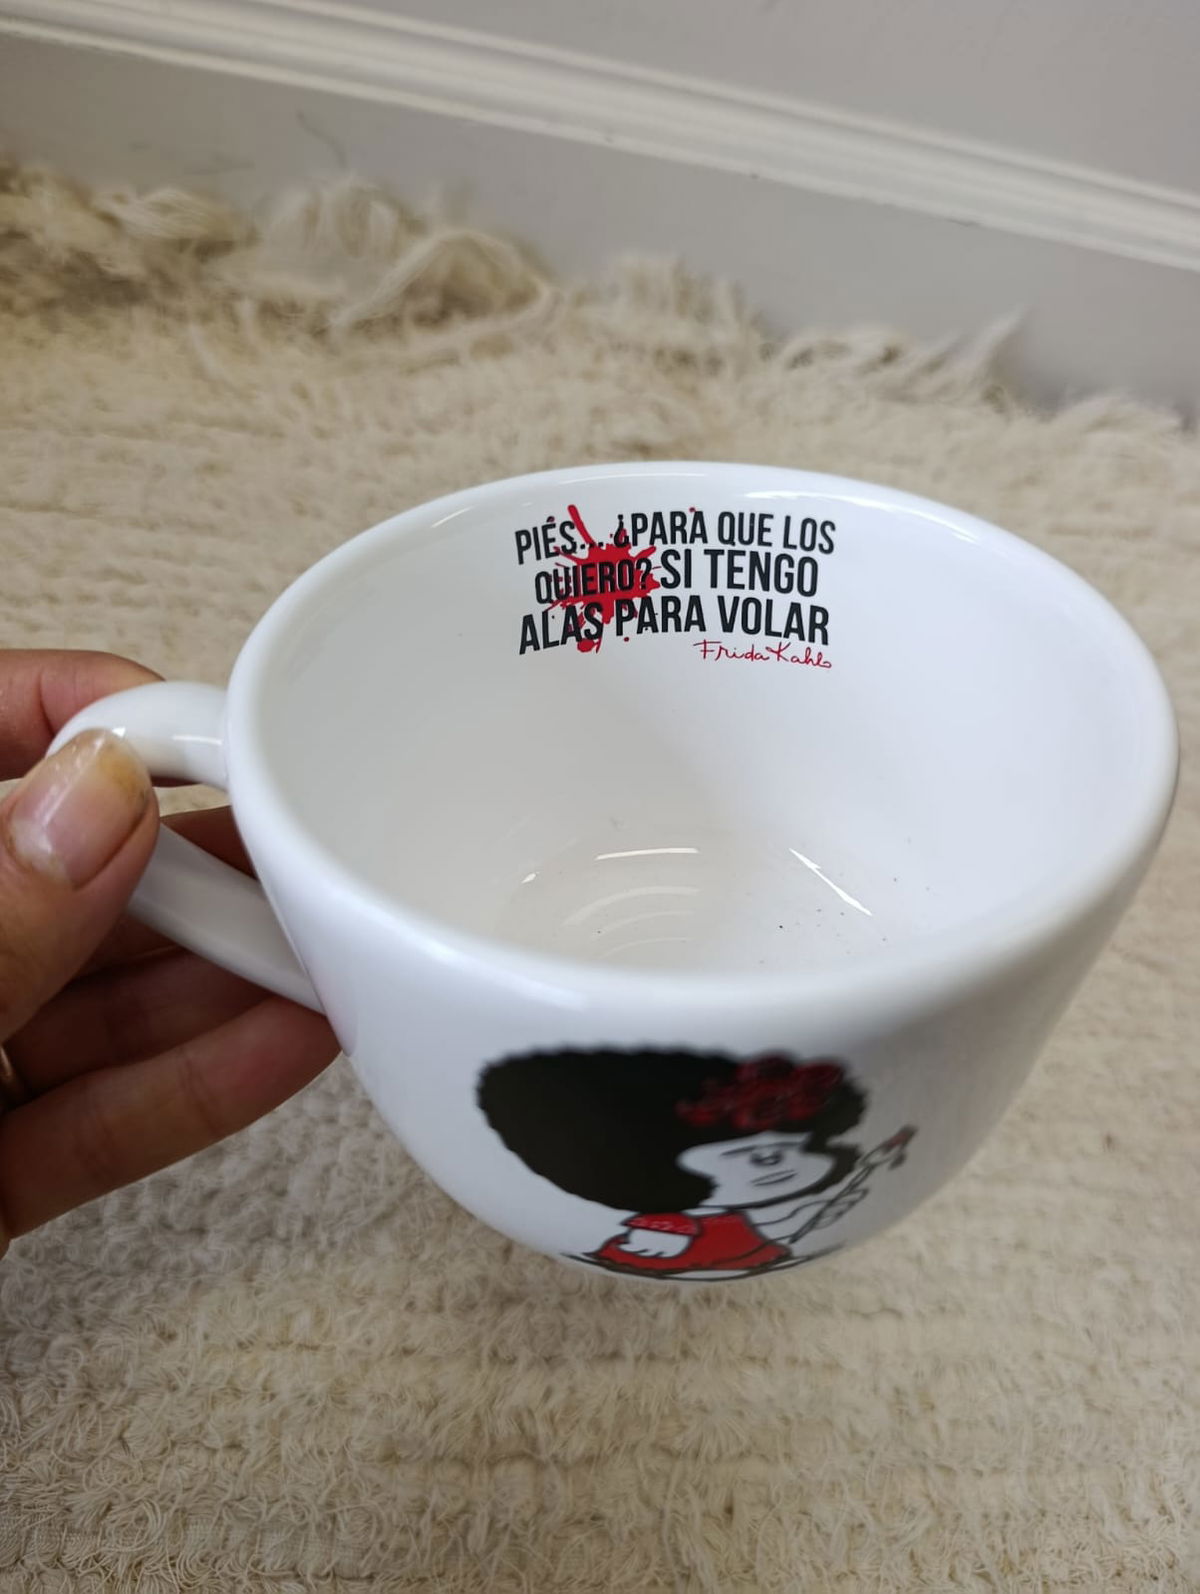 PIÉS... ¿PARA QUE LOS
QUIERO? SI TENGO
ALAS PARA VOLAR
Frida Kahlo